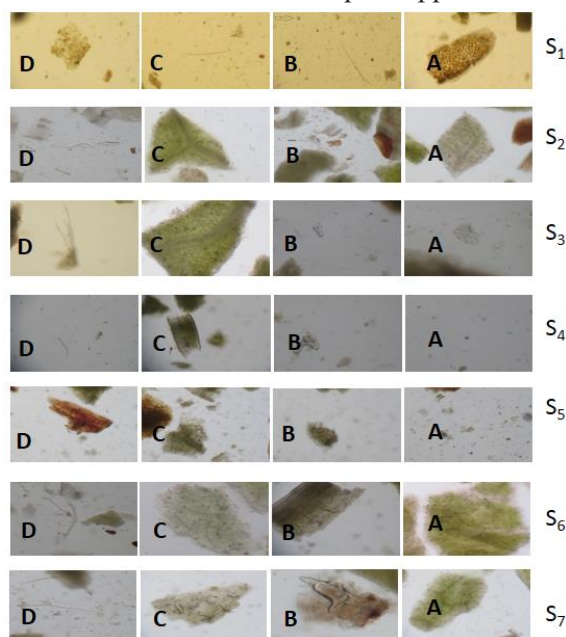 D C B A S₁
D C B A S₂
D C B A S₃
D C B A S₄
D C B A S₅
D C B A S₆
D C B A S₇